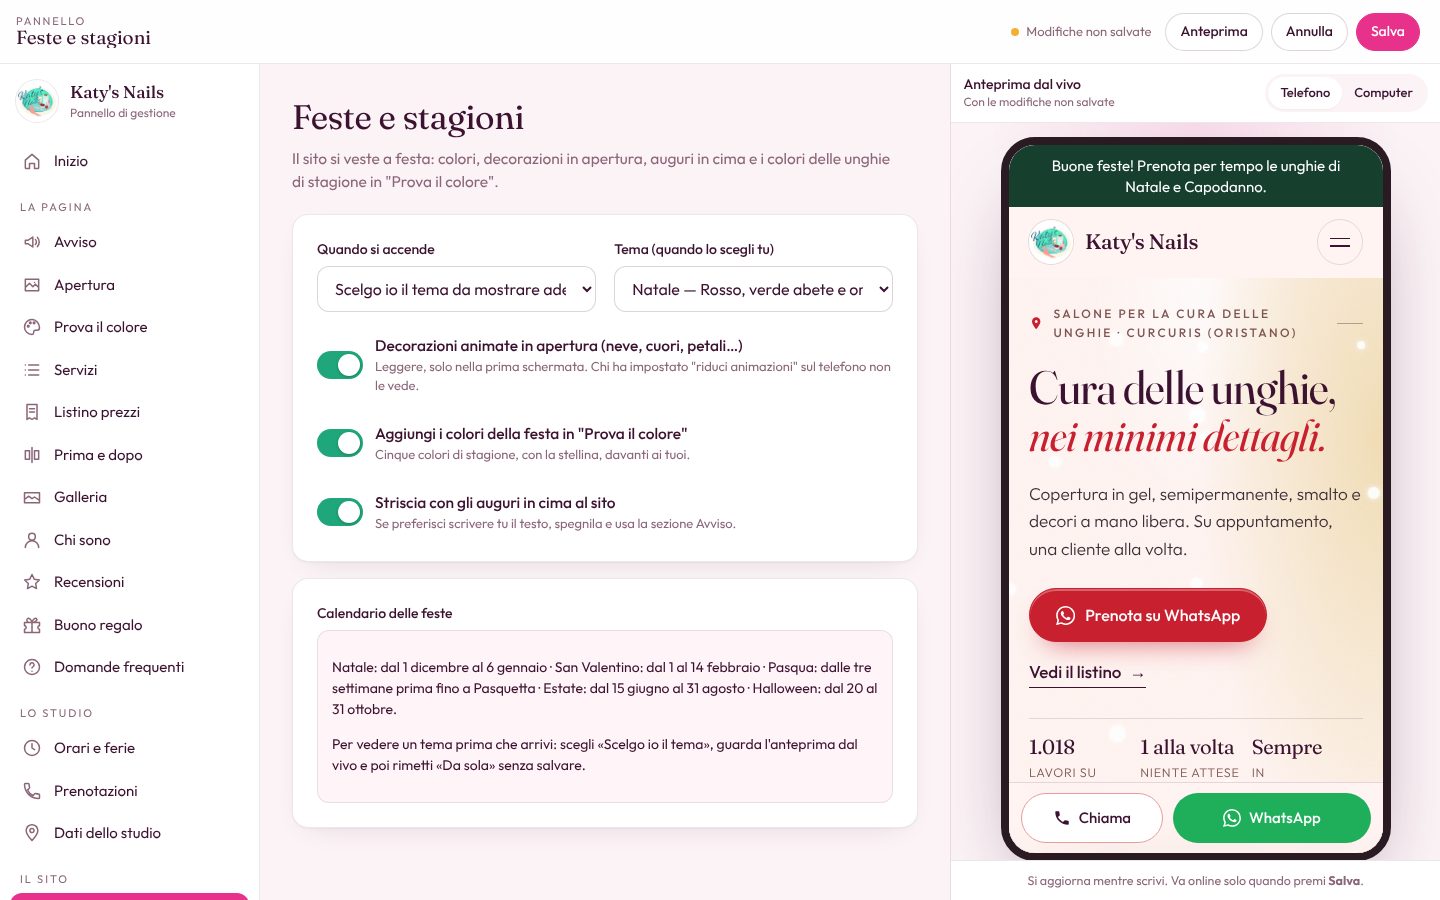 PANNELLO
Feste e stagioni
Modifiche non salvate
Anteprima
Annulla
Salva
Katy's Nails
Pannello di gestione
Inizio
LA PAGINA
Avviso
Apertura
Prova il colore
Servizi
Listino prezzi
Prima e dopo
Galleria
Chi sono
Recensioni
Buono regalo
Domande frequenti
LO STUDIO
Orari e ferie
Prenotazioni
Dati dello studio
IL SITO
Feste e stagioni
Il sito si veste a festa: colori, decorazioni in apertura, auguri in cima e i colori delle unghie
di stagione in "Prova il colore".
Quando si accende
Scelgo io il tema da mostrare ade
Tema (quando lo scegli tu)
Natale — Rosso, verde abete e or
Decorazioni animate in apertura (neve, cuori, petali…)
Leggere, solo nella prima schermata. Chi ha impostato "riduci animazioni" sul telefono non
le vede.
Aggiungi i colori della festa in "Prova il colore"
Cinque colori di stagione, con la stellina, davanti ai tuoi.
Striscia con gli auguri in cima al sito
Se preferisci scrivere tu il testo, spegnila e usa la sezione Avviso.
Calendario delle feste
Natale: dal 1 dicembre al 6 gennaio · San Valentino: dal 1 al 14 febbraio · Pasqua: dalle tre
settimane prima fino a Pasquetta · Estate: dal 15 giugno al 31 agosto · Halloween: dal 20 al
31 ottobre.
Per vedere un tema prima che arrivi: scegli «Scelgo io il tema», guarda l'anteprima dal
vivo e poi rimetti «Da sola» senza salvare.
Anteprima dal vivo
Con le modifiche non salvate
Telefono
Computer
Buone feste! Prenota per tempo le unghie di
Natale e Capodanno.
Katy's Nails
SALONE PER LA CURA DELLE
UNGHIE · CURCURIS (ORISTANO)
Cura delle unghie,
nei minimi dettagli.
Copertura in gel, semipermanente, smalto e
decori a mano libera. Su appuntamento,
una cliente alla volta.
Prenota su WhatsApp
Vedi il listino →
1.018
LAVORI SU
1 alla volta
NIENTE ATTESE
Sempre
IN
Chiama
WhatsApp
Si aggiorna mentre scrivi. Va online solo quando premi Salva.